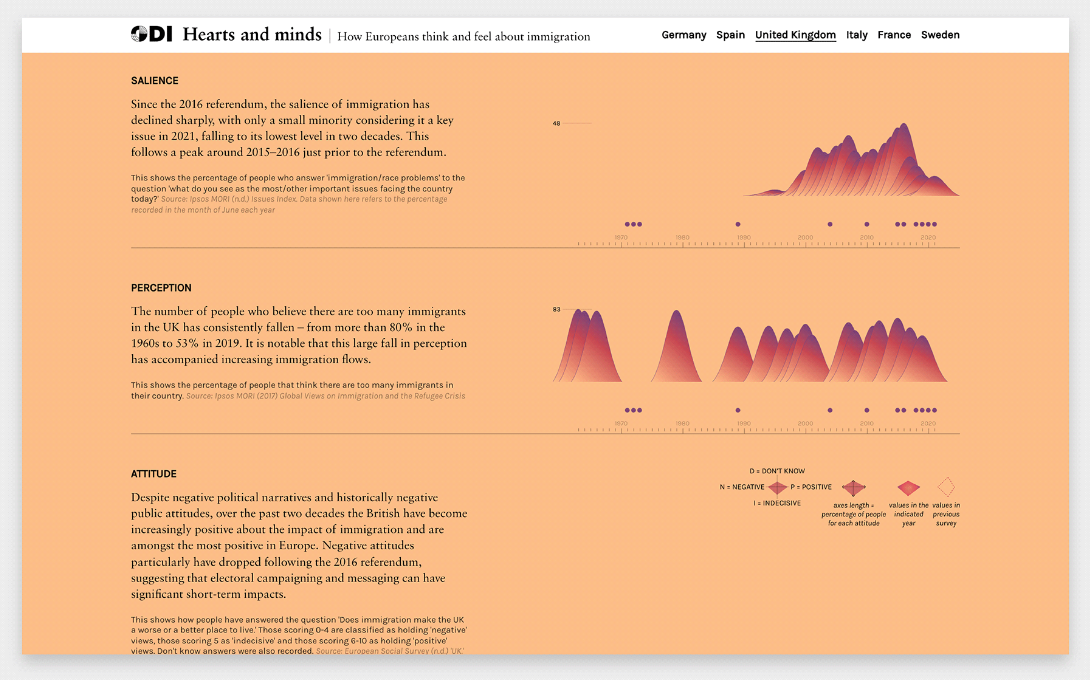 ODI Hearts and minds | How Europeans think and feel about immigration
Germany Spain United Kingdom Italy France Sweden
SALIENCE
Since the 2016 referendum, the salience of immigration has
declined sharply, with only a small minority considering it a key
issue in 2021, falling to its lowest level in two decades. This
follows a peak around 2015–2016 just prior to the referendum.
This shows the percentage of people who answer 'immigration/race problems' to the
question 'what do you see as the most/other important issues facing the country
today?' Source: Ipsos MORI (n.d.) Issues Index. Data shown here refers to the percentage
recorded in the month of June each year
48
1970 1980 1990 2000 2010 2020
PERCEPTION
The number of people who believe there are too many immigrants
in the UK has consistently fallen – from more than 80% in the
1960s to 53% in 2019. It is notable that this large fall in perception
has accompanied increasing immigration flows.
This shows the percentage of people that think there are too many immigrants in
their country. Source: Ipsos MORI (2017) Global Views on Immigration and the Refugee Crisis
83
1970 1980 1990 2000 2010 2020
ATTITUDE
Despite negative political narratives and historically negative
public attitudes, over the past two decades the British have become
increasingly positive about the impact of immigration and are
amongst the most positive in Europe. Negative attitudes
particularly have dropped following the 2016 referendum,
suggesting that electoral campaigning and messaging can have
significant short-term impacts.
This shows how people have answered the question 'Does immigration make the UK
a worse or a better place to live.' Those scoring 0-4 are classified as holding 'negative'
views, those scoring 5 as 'indecisive' and those scoring 6-10 as holding 'positive'
views. Don't know answers were also recorded. Source: European Social Survey (n.d.) 'UK.'
D = DON'T KNOW
N = NEGATIVE P = POSITIVE
I = INDECISIVE
axes length =
percentage of people
for each attitude
values in the
indicated
year
values in
previous
survey